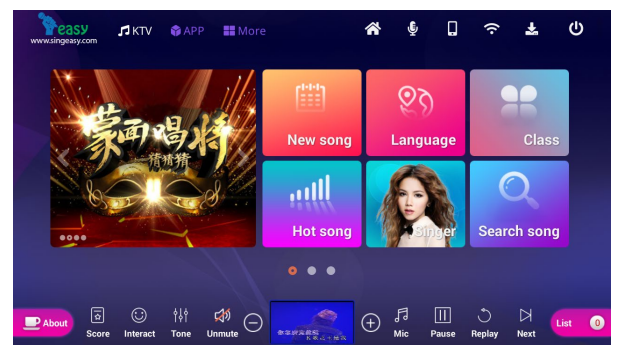 easy
www.singeasy.com
KTV
APP
More
蒙面唱将
猜猜猜
New song
Language
Class
Hot song
Singer
Search song
About
Score
Interact
Tone
Unmute
Mic
Pause
Replay
Next
List
0